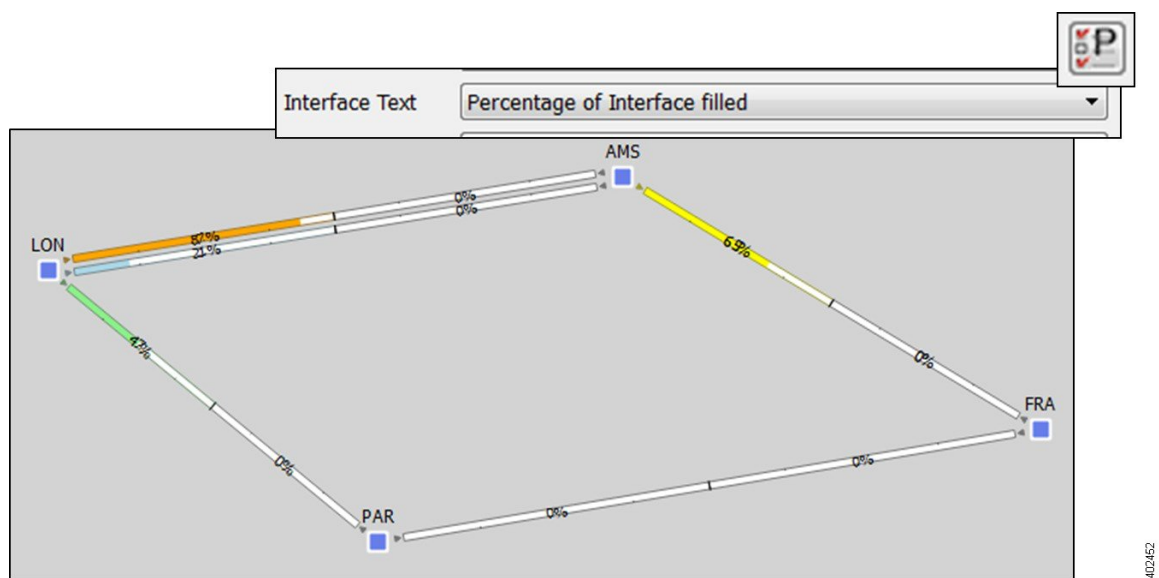 P
Interface Text Percentage of Interface filled
AMS
0%
0%
87%
21%
LON
65%
47%
0%
FRA
0%
0%
0%
PAR
402452